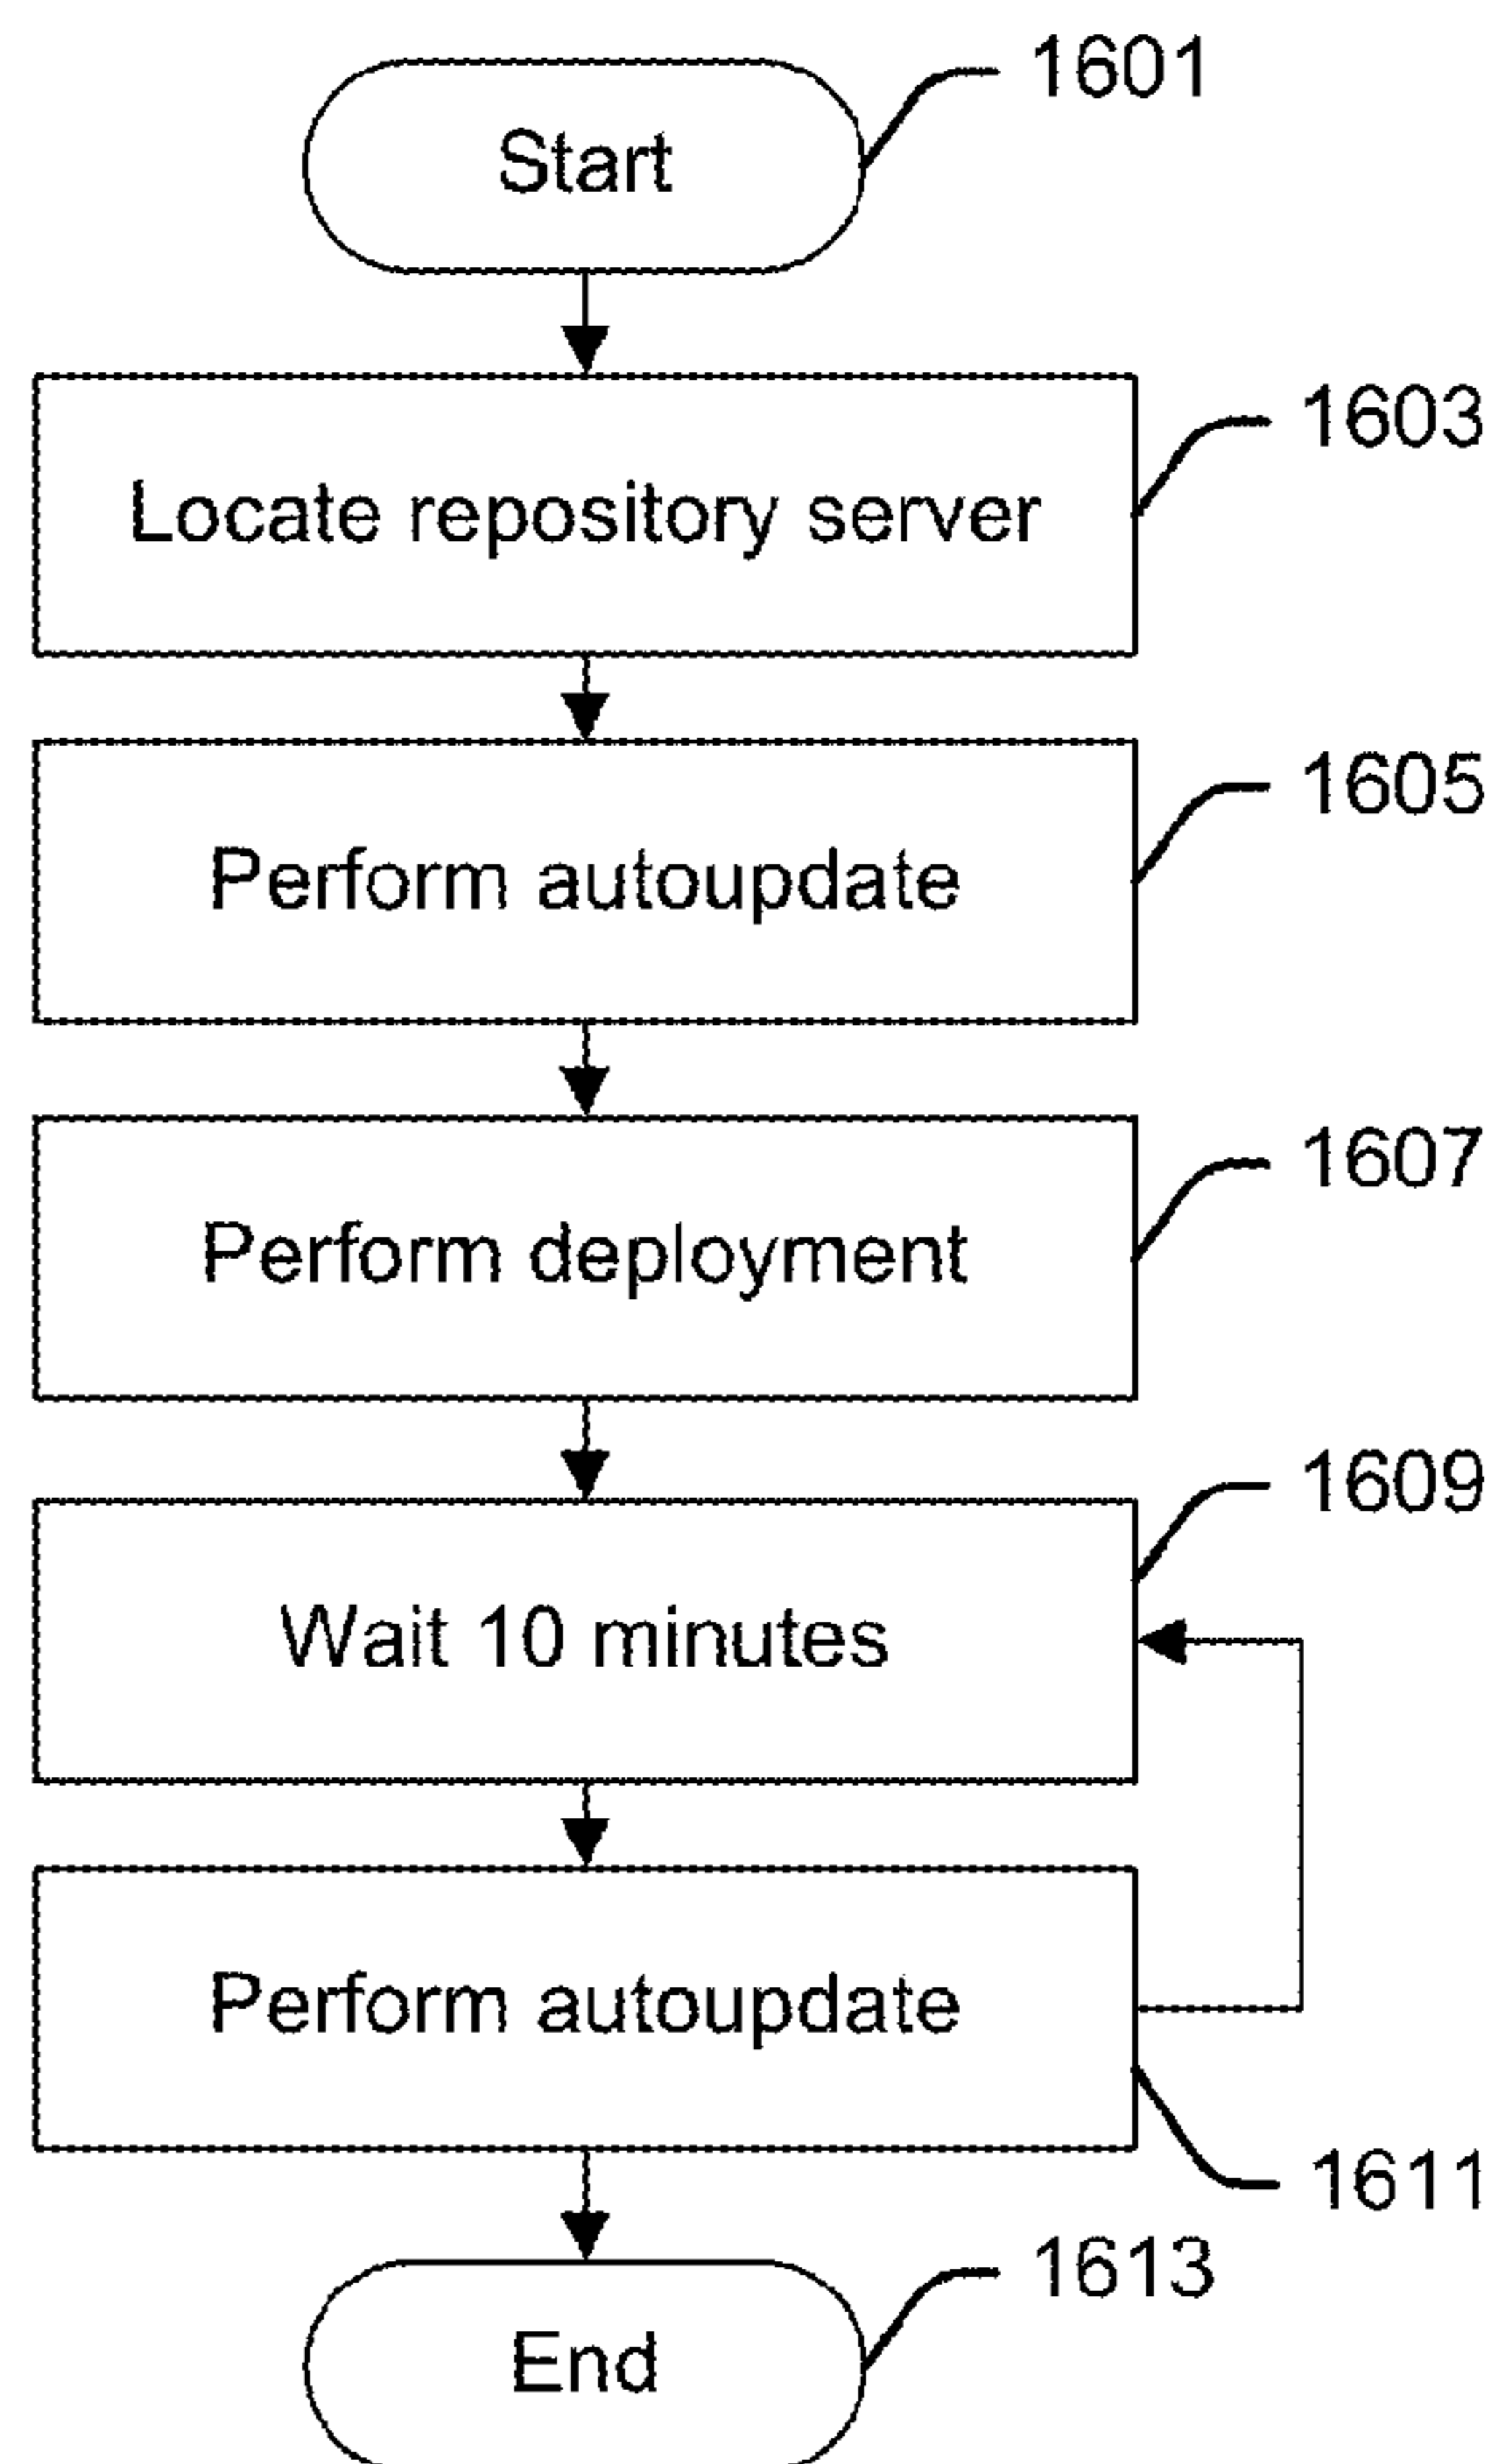 1601
Start
1603
Locate repository server
1605
Perform autoupdate
1607
Perform deployment
1609
Wait 10 minutes
Perform autoupdate
1611
1613
End